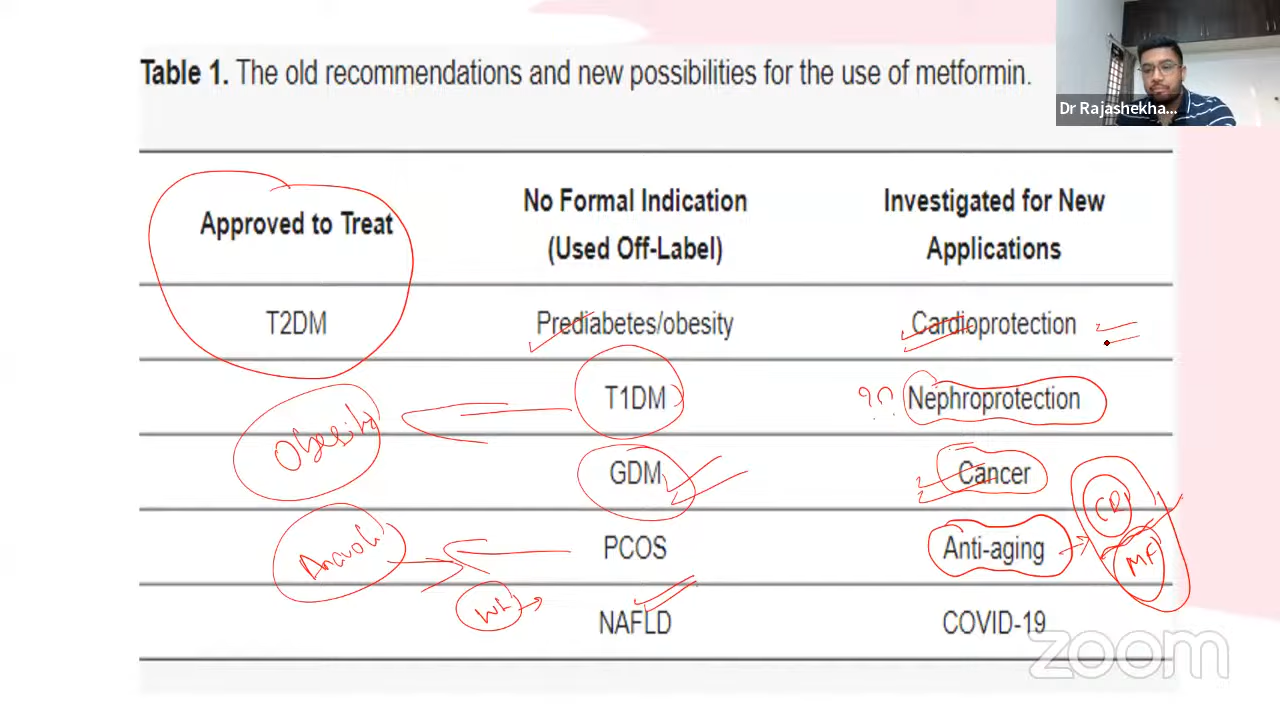 Table 1. The old recommendations and new possibilities for the use of metformin.
Dr Rajashekha...
Approved to Treat
No Formal Indication
(Used Off-Label)
Investigated for New
Applications
T2DM
Prediabetes/obesity
Cardioprotection
T1DM
?? Nephroprotection
Obesity
GDM
Cancer
PCOS
Anti-aging
MF
NAFLD
COVID-19
zoom